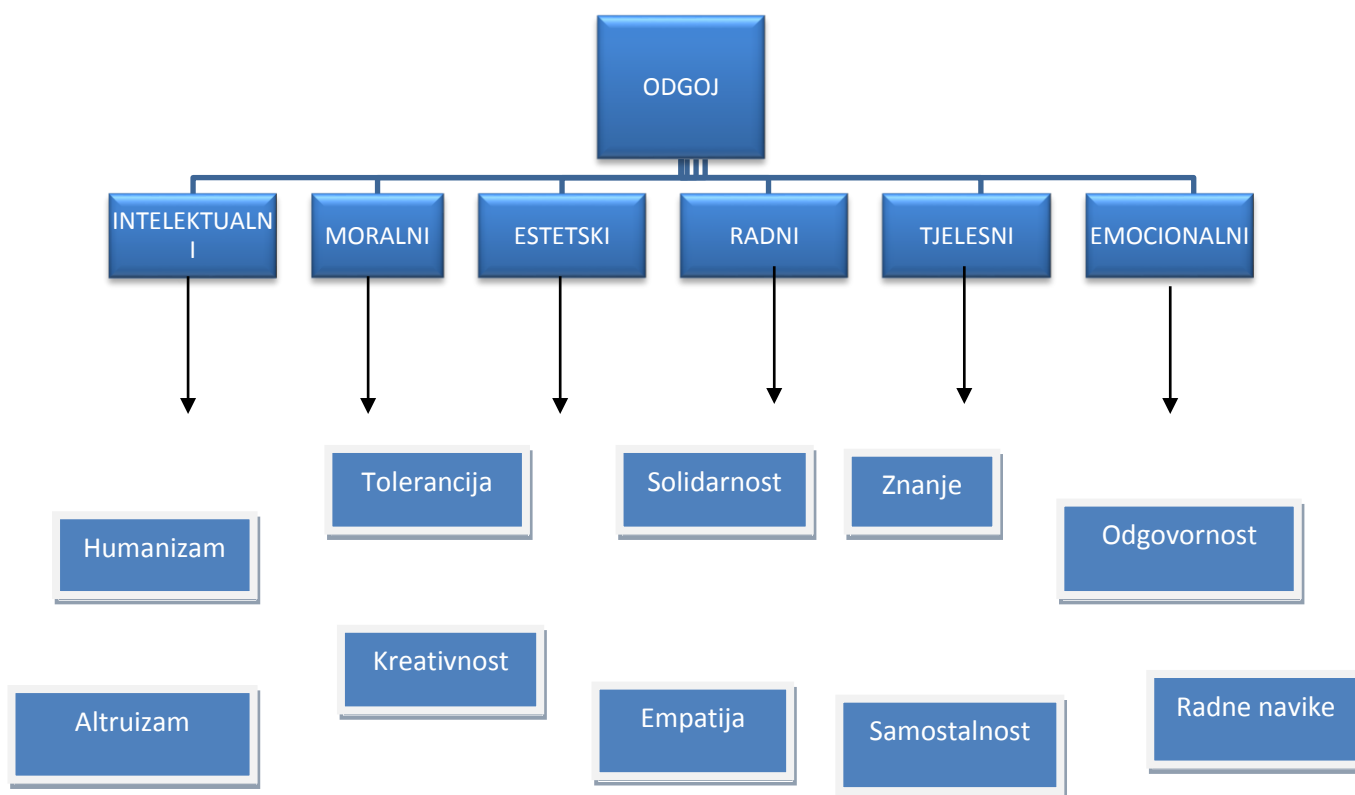 ODGOJ
INTELEKTUALN
I
MORALNI
ESTETSKI
RADNI
TJELESNI
EMOCIONALNI
Tolerancija
Solidarnost
Znanje
Humanizam
Odgovornost
Kreativnost
Altruizam
Empatija
Samostalnost
Radne navike